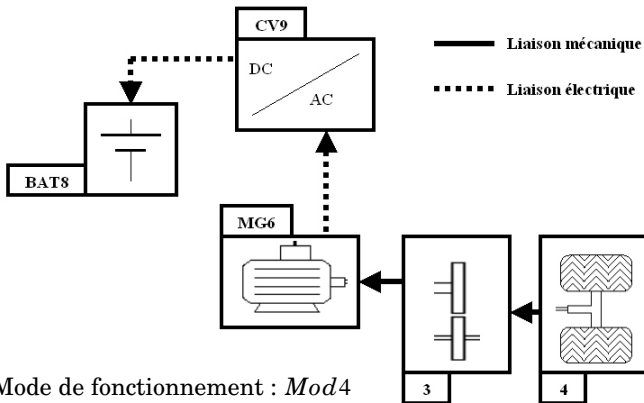 CV9
DC
AC
Liaison mécanique
Liaison électrique
BAT8
MG6
3
4
Mode de fonctionnement : Mod4